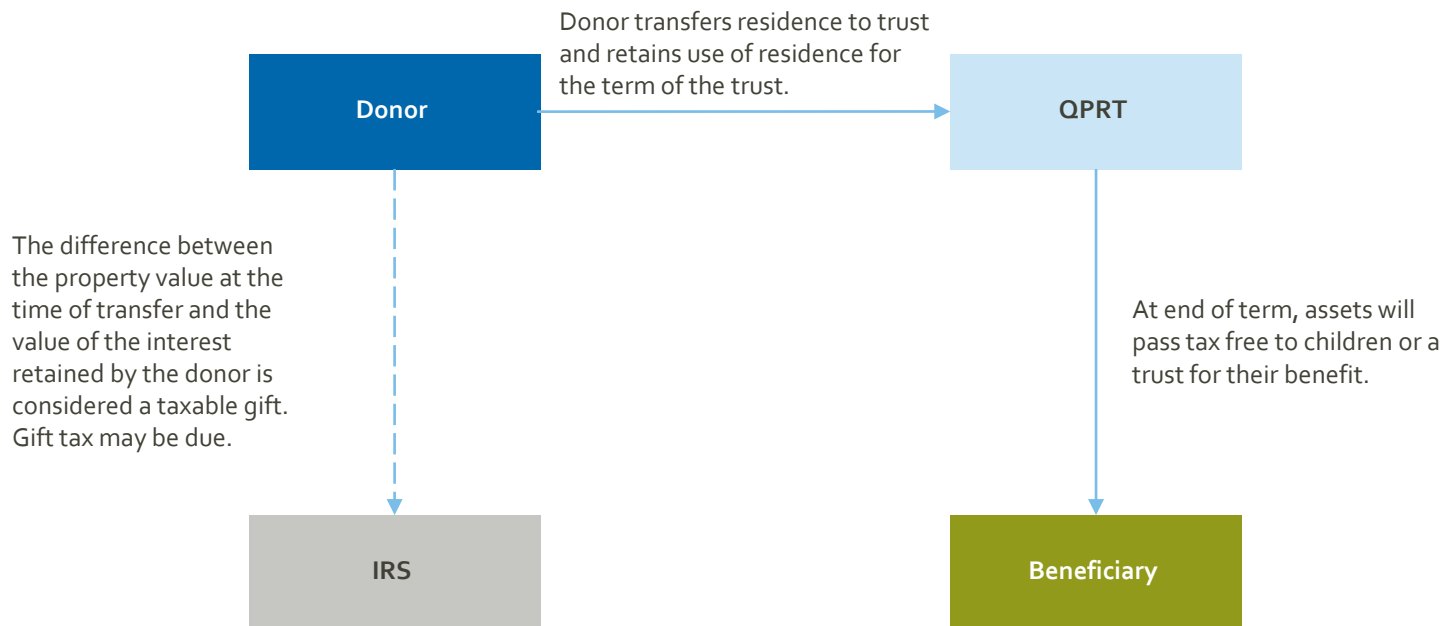 Donor transfers residence to trust
and retains use of residence for
the term of the trust.
Donor
QPRT
The difference between
the property value at the
time of transfer and the
value of the interest
retained by the donor is
considered a taxable gift.
Gift tax may be due.
At end of term, assets will
pass tax free to children or a
trust for their benefit.
IRS
Beneficiary